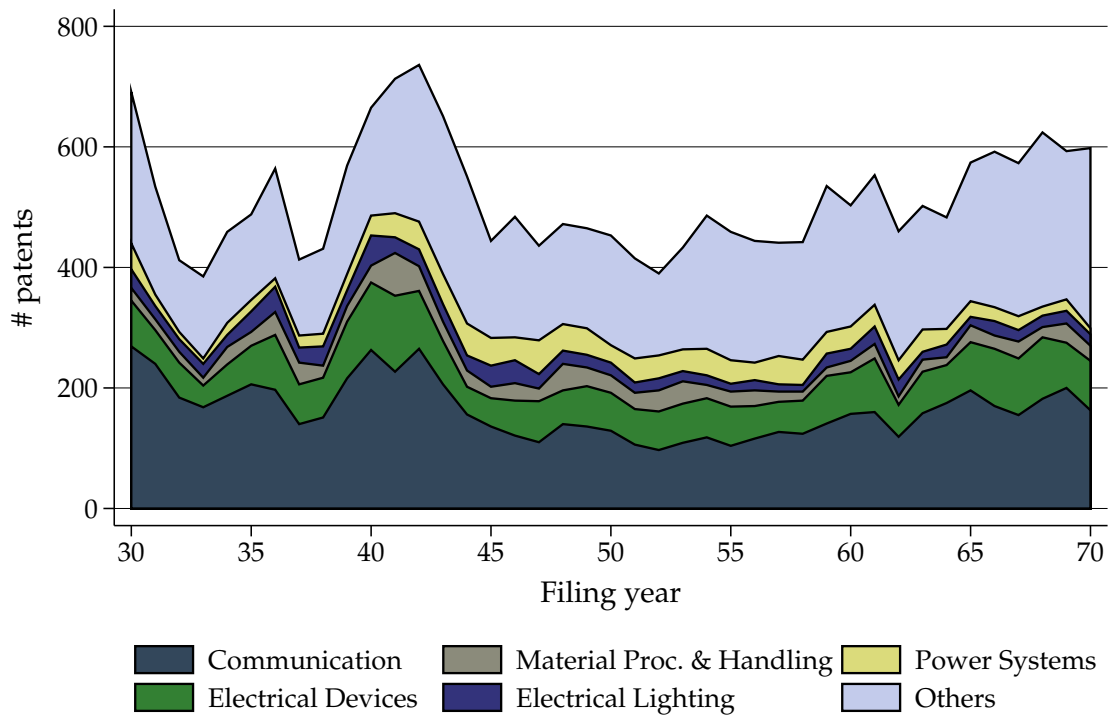 800
600
400
200
0
# patents
30 35 40 45 50 55 60 65 70
Filing year
Communication Material Proc. & Handling Power Systems
Electrical Devices Electrical Lighting Others